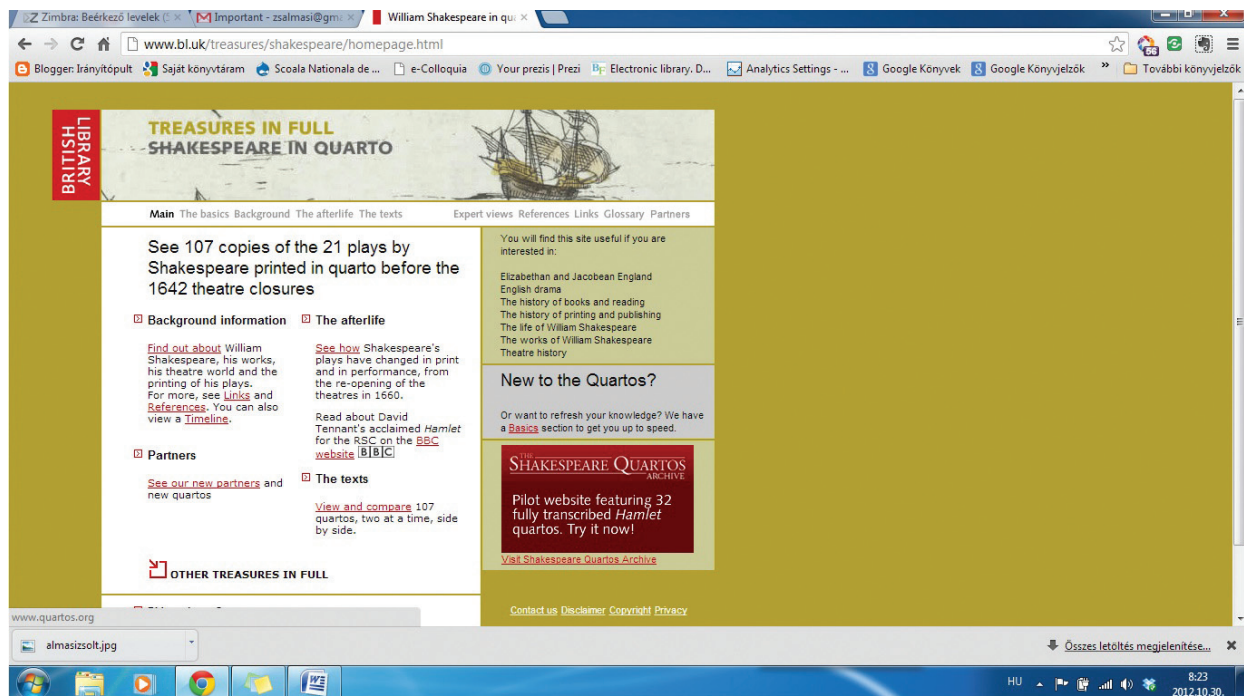 Zimbra: Beérkező levelek (
Important - zsalmasi@gm
William Shakespeare in qu
www.bl.uk/treasures/shakespeare/homepage.html
Blogger: Irányítópult
Saját könyvtáram
Scoala Nationala de ...
e-Colloquia
Your prezis | Prezi
Electronic library. D...
Analytics Settings - ...
Google Könyvek
Google Könyvjelzők
»
További könyvjelzők
BRITISH
LIBRARY
TREASURES IN FULL
SHAKESPEARE IN QUARTO
Main The basics Background The afterlife The texts
Expert views References Links Glossary Partners
See 107 copies of the 21 plays by
Shakespeare printed in quarto before the
1642 theatre closures
Background information
Find out about William
Shakespeare, his works,
his theatre world and the
printing of his plays.
For more, see Links and
References. You can also
view a Timeline.
Partners
See our new partners and
new quartos
The afterlife
See how Shakespeare's
plays have changed in print
and in performance, from
the re-opening of the
theatres in 1660.
Read about David
Tennant's acclaimed Hamlet
for the RSC on the BBC
website BBC
The texts
View and compare 107
quartos, two at a time, side
by side.
OTHER TREASURES IN FULL
You will find this site useful if you are
interested in:
Elizabethan and Jacobean England
English drama
The history of books and reading
The history of printing and publishing
The life of William Shakespeare
The works of William Shakespeare
Theatre history
New to the Quartos?
Or want to refresh your knowledge? We have
a Basics section to get you up to speed.
THE
SHAKESPEARE QUARTOS
ARCHIVE
Pilot website featuring 32
fully transcribed Hamlet
quartos. Try it now!
Visit Shakespeare Quartos Archive
Contact us Disclaimer Copyright Privacy
www.quartos.org
almasizsolt.jpg
Összes letöltés megjelenítése...
HU
8:23
2012.10.30.